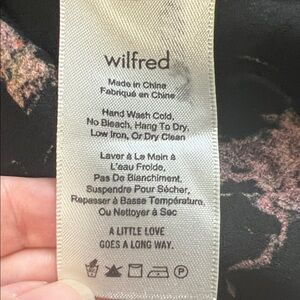 wilfred
Made in China
Fabriqué en Chine
Hand Wash Cold,
No Bleach, Hang To Dry,
Low Iron, Or Dry Clean
Laver À La Main à
L'eau Froide,
Pas De Blanchiment,
Suspendre Pour Sécher,
Repasser à Basse Température,
Ou Nettoyer à Sec
A LITTLE LOVE
GOES A LONG WAY.